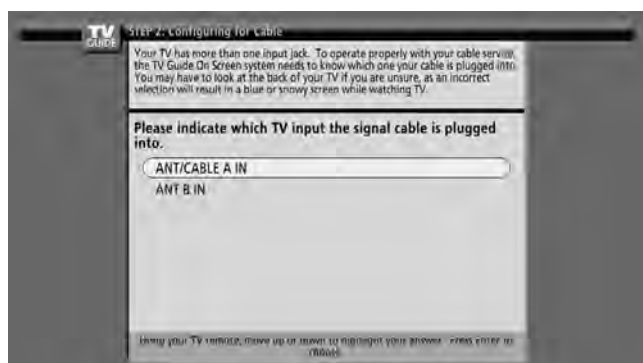 TV
GUIDE
STEP 2: Configuring for Cable
Your TV has more than one input jack. To operate properly with your cable service,
the TV Guide On Screen system needs to know which one your cable is plugged into.
You may have to look at the back of your TV if you are unsure, as an incorrect
selection will result in a blue or snowy screen while watching TV.
Please indicate which TV input the signal cable is plugged
into.
ANT/CABLE A IN
ANT B IN
Using your TV remote, move up or down to highlight your answer. Press enter to
choose.